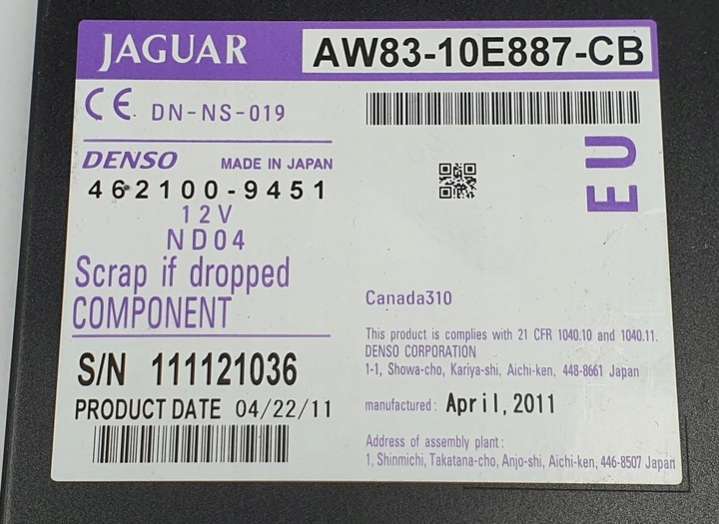 JAGUAR
AW83-10E887-CB
CE DN-NS-019
DENSO MADE IN JAPAN
462100-9451
12V
ND04
Scrap if dropped
COMPONENT
S/N 111121036
PRODUCT DATE 04/22/11
EU
Canada310
This product is complies with 21 CFR 1040.10 and 1040.11.
DENSO CORPORATION
1-1, Showa-cho, Kariya-shi, Aichi-ken, 448-8661 Japan
manufactured: April, 2011
Address of assembly plant:
1, Shinmichi, Takatana-cho, Anjo-shi, Aichi-ken, 446-8507 Japan